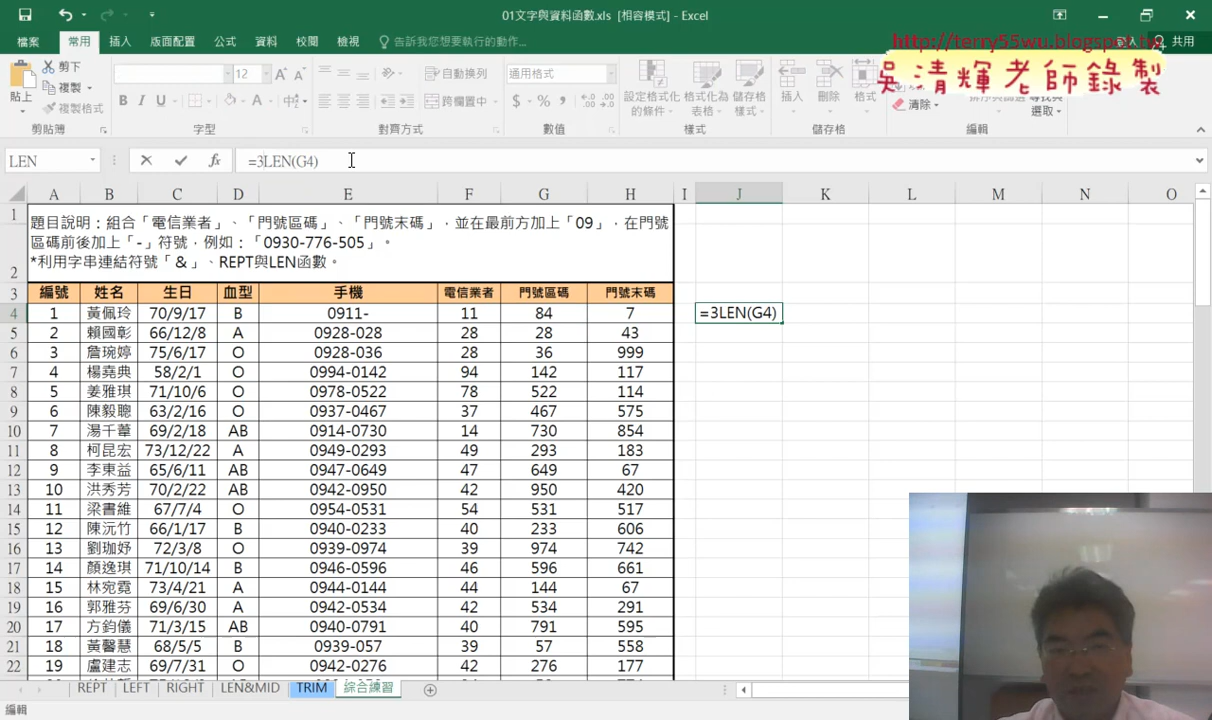 01文字與資料函數.xls [相容模式] - Excel
檔案 常用 插入 版面配置 公式 資料 校閱 檢視 告訴我您想要執行的動作... 共用
http://terry55wu.blogspot.tw
吳清輝老師錄製
貼上 剪下 複製 複製格式 12 自動換列 跨欄置中 通用格式 設定格式化的條件 格式化為表格 儲存格樣式 插入 刪除 格式 清除 選取
剪貼簿 字型 對齊方式 數值 樣式 儲存格 編輯
LEN =3LEN(G4)
A B C D E F G H I J K L M N O
1 題目說明：組合「電信業者」、「門號區碼」、「門號末碼」，並在最前方加上「09」，在門號
2 區碼前後加上「-」符號，例如：「0930-776-505」。
*利用字串連結符號「&」、REPT與LEN函數。
3 編號 姓名 生日 血型 手機 電信業者 門號區碼 門號末碼
4 1 黃佩玲 70/9/17 B 0911- 11 84 7 =3LEN(G4)
5 2 賴國彰 66/12/8 A 0928-028 28 28 43
6 3 詹琬婷 75/6/17 O 0928-036 28 36 999
7 4 楊堯典 58/2/1 O 0994-0142 94 142 117
8 5 姜雅琪 71/10/6 O 0978-0522 78 522 114
9 6 陳毅聰 63/2/16 O 0937-0467 37 467 575
10 7 湯千葦 69/2/18 AB 0914-0730 14 730 854
11 8 柯昆宏 73/12/22 A 0949-0293 49 293 183
12 9 李東益 65/6/11 AB 0947-0649 47 649 67
13 10 洪秀芳 70/2/22 AB 0942-0950 42 950 420
14 11 梁書維 67/7/4 O 0954-0531 54 531 517
15 12 陳沅竹 66/1/17 B 0940-0233 40 233 606
16 13 劉珈妤 72/3/8 O 0939-0974 39 974 742
17 14 顏逸琪 71/10/14 B 0946-0596 46 596 661
18 15 林宛霓 73/4/21 A 0944-0144 44 144 67
19 16 郭雅芬 69/6/30 A 0942-0534 42 534 291
20 17 方鈞儀 71/3/15 AB 0940-0791 40 791 595
21 18 黃馨慧 68/5/5 B 0939-057 39 57 558
22 19 盧建志 69/7/31 O 0942-0276 42 276 177
REPT LEFT RIGHT LEN&MID TRIM 綜合練習
編輯